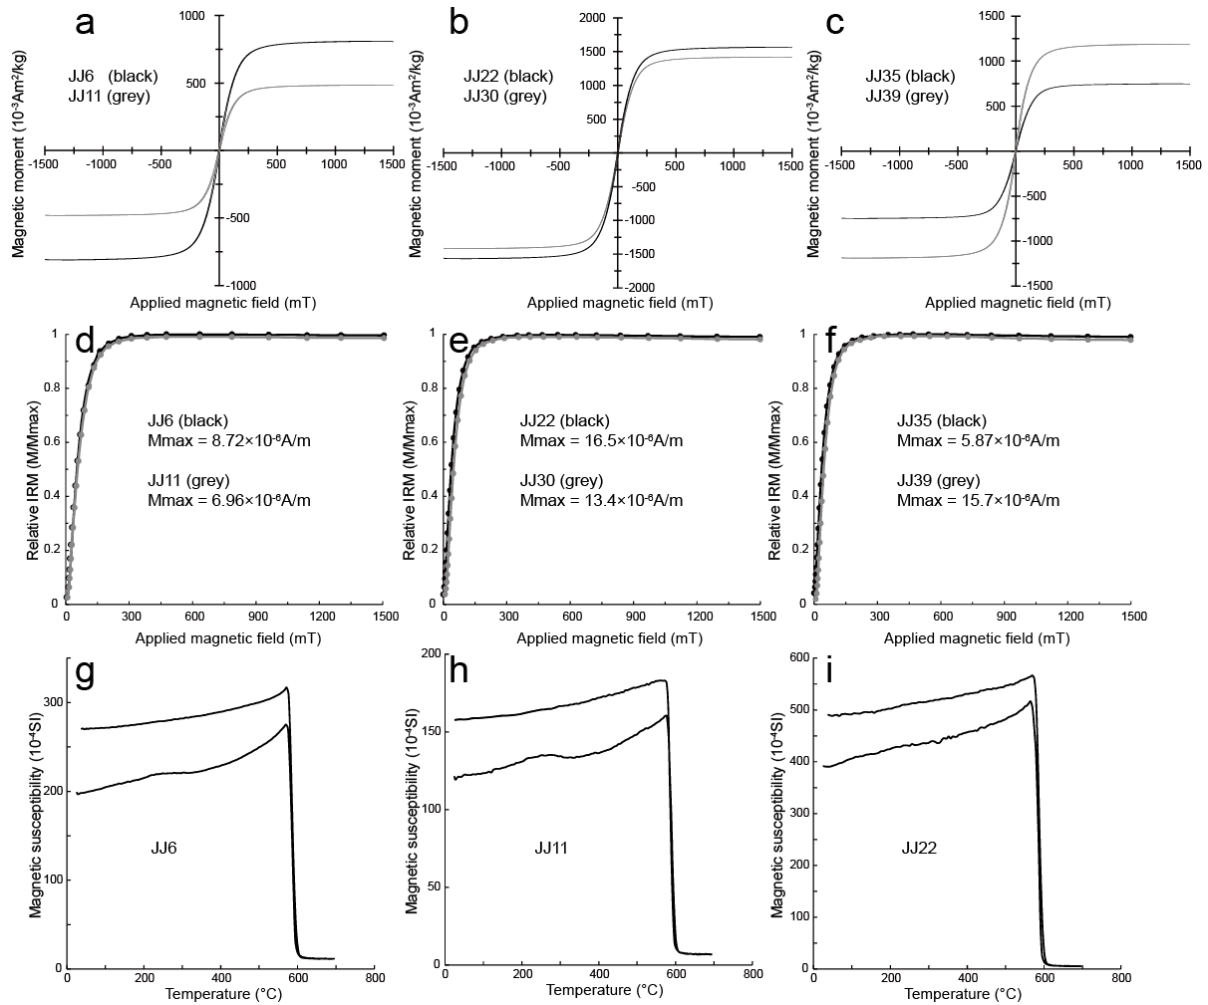 a
JJ6 (black)
JJ11 (grey)
Magnetic moment (10⁻³Am²/kg)
1000
500
-500
-1000
-1500
-1000
-500
500
1000
1500
Applied magnetic field (mT)
b
JJ22 (black)
JJ30 (grey)
Magnetic moment (10⁻³Am²/kg)
2000
1500
1000
500
-500
-1000
-1500
-2000
-1500
-1000
-500
500
1000
1500
Applied magnetic field (mT)
c
JJ35 (black)
JJ39 (grey)
Magnetic moment (10⁻³Am²/kg)
1500
1000
500
-500
-1000
-1500
-1500
-1000
-500
500
1000
1500
Applied magnetic field (mT)
d
JJ6 (black)
Mmax = 8.72×10⁻⁶A/m
JJ11 (grey)
Mmax = 6.96×10⁻⁶A/m
Relative IRM (M/Mmax)
1
0.8
0.6
0.4
0.2
0
0 300 600 900 1200 1500
Applied magnetic field (mT)
e
JJ22 (black)
Mmax = 16.5×10⁻⁶A/m
JJ30 (grey)
Mmax = 13.4×10⁻⁶A/m
Relative IRM (M/Mmax)
1
0.8
0.6
0.4
0.2
0
0 300 600 900 1200 1500
Applied magnetic field (mT)
f
JJ35 (black)
Mmax = 5.87×10⁻⁶A/m
JJ39 (grey)
Mmax = 15.7×10⁻⁶A/m
Relative IRM (M/Mmax)
1
0.8
0.6
0.4
0.2
0
0 300 600 900 1200 1500
Applied magnetic field (mT)
g
JJ6
Magnetic susceptibility (10⁻⁴SI)
300
200
100
0
0 200 400 600 800
Temperature (°C)
h
JJ11
Magnetic susceptibility (10⁻⁴SI)
200
150
100
50
0
0 200 400 600 800
Temperature (°C)
i
JJ22
Magnetic susceptibility (10⁻⁴SI)
600
500
400
300
200
100
0
0 200 400 600 800
Temperature (°C)